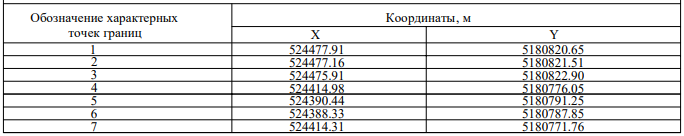 Обозначение характерных точек границ Координаты, м
X Y
1 524477.91 5180820.65
2 524477.16 5180821.51
3 524475.91 5180822.90
4 524414.98 5180776.05
5 524390.44 5180791.25
6 524388.33 5180787.85
7 524414.31 5180771.76